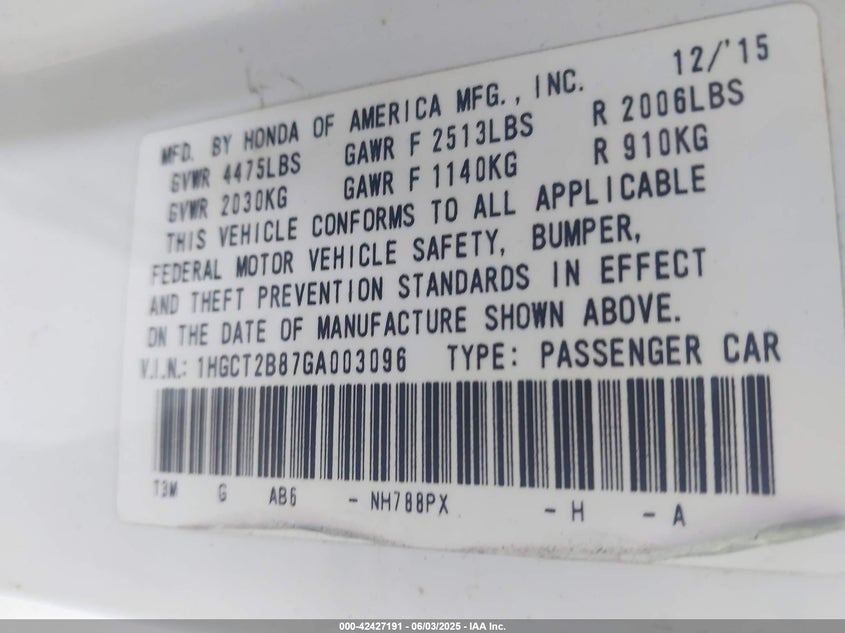 12/'15
MFD. BY HONDA OF AMERICA MFG., INC.
GVWR 4475LBS GAWR F 2513LBS R 2006LBS
GVWR 2030KG GAWR F 1140KG R 910KG
THIS VEHICLE CONFORMS TO ALL APPLICABLE
FEDERAL MOTOR VEHICLE SAFETY, BUMPER,
AND THEFT PREVENTION STANDARDS IN EFFECT
ON THE DATE OF MANUFACTURE SHOWN ABOVE.
V.I.N.: 1HGCT2B87GA003096 TYPE: PASSENGER CAR
T3M G AB6 - NH788PX - H - A
000-42427191 - 06/03/2025 - IAA Inc.